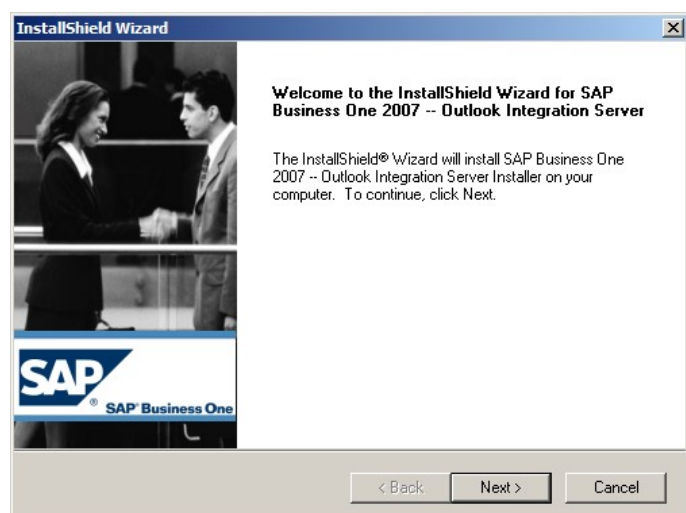 InstallShield Wizard
Welcome to the InstallShield Wizard for SAP
Business One 2007 -- Outlook Integration Server
The InstallShield® Wizard will install SAP Business One
2007 -- Outlook Integration Server Installer on your
computer. To continue, click Next.
SAP®
SAP® Business One
< Back
Next >
Cancel